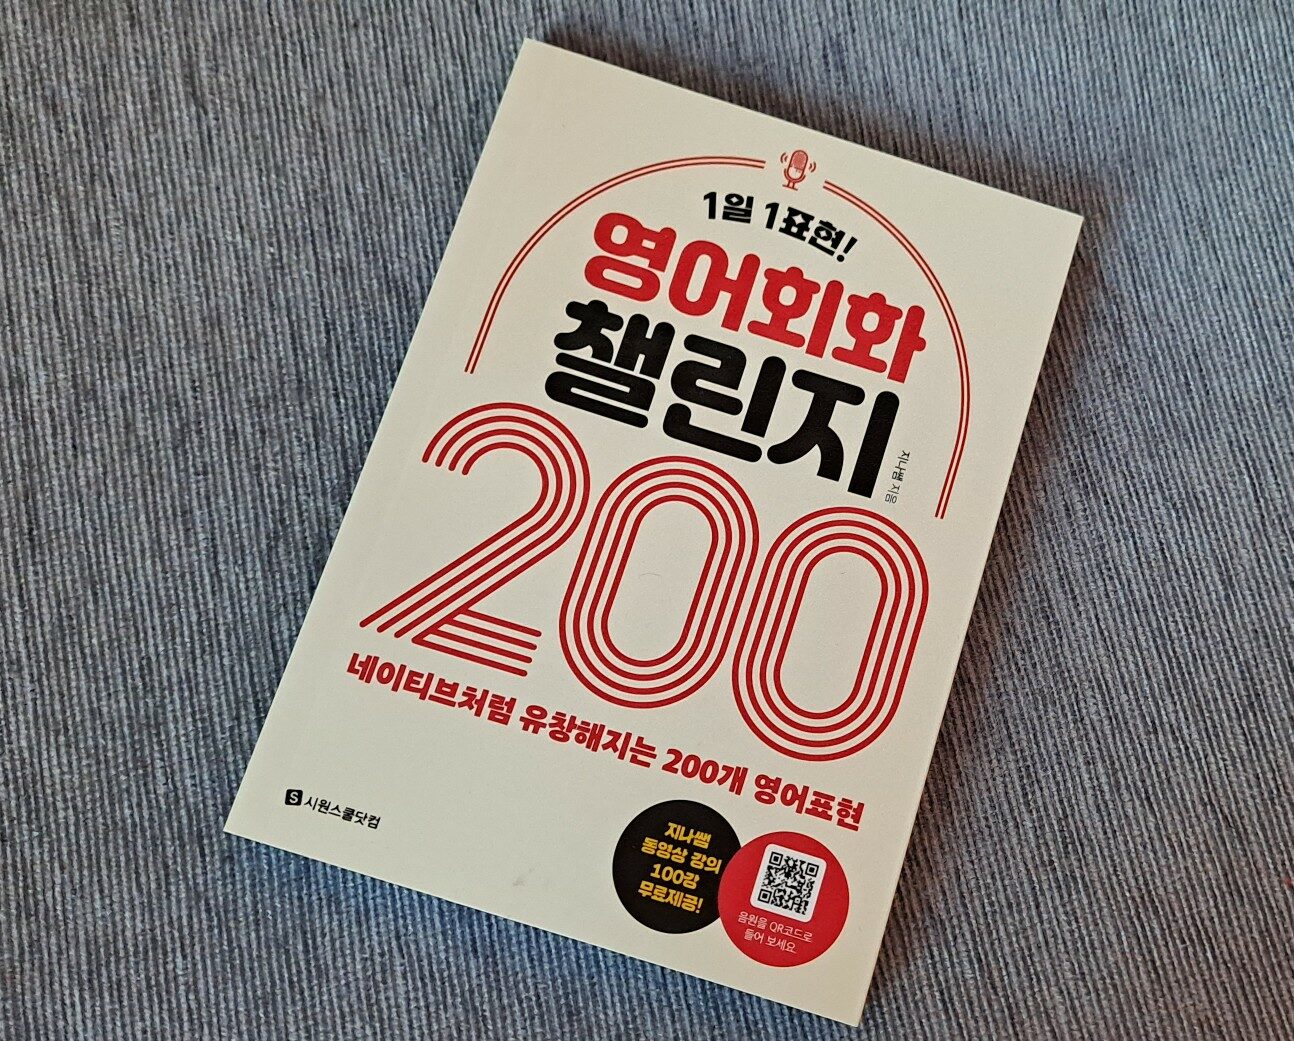 1일 1표현!
영어회화
챌린지
지나쌤 지음
200
네이티브처럼 유창해지는 200개 영어표현
S 시원스쿨닷컴
지나쌤
동영상 강의
100강
무료제공!
음원을 QR코드로
들어 보세요